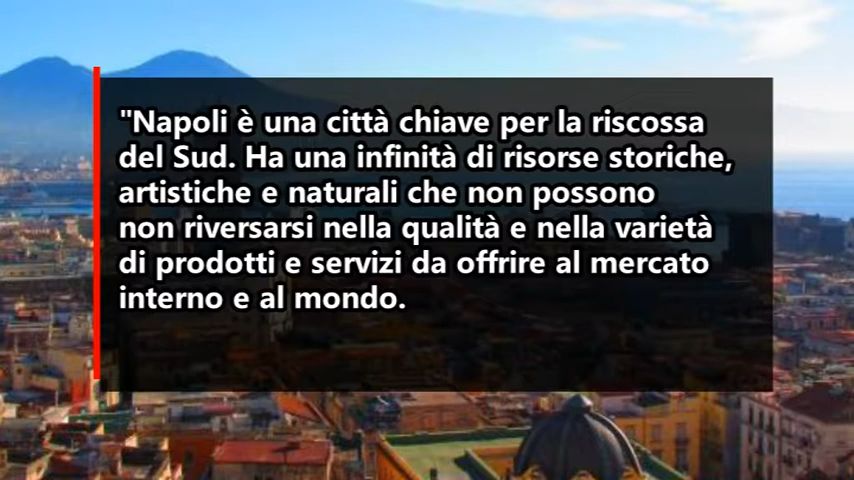 "Napoli è una città chiave per la riscossa
del Sud. Ha una infinità di risorse storiche,
artistiche e naturali che non possono
non riversarsi nella qualità e nella varietà
di prodotti e servizi da offrire al mercato
interno e al mondo.